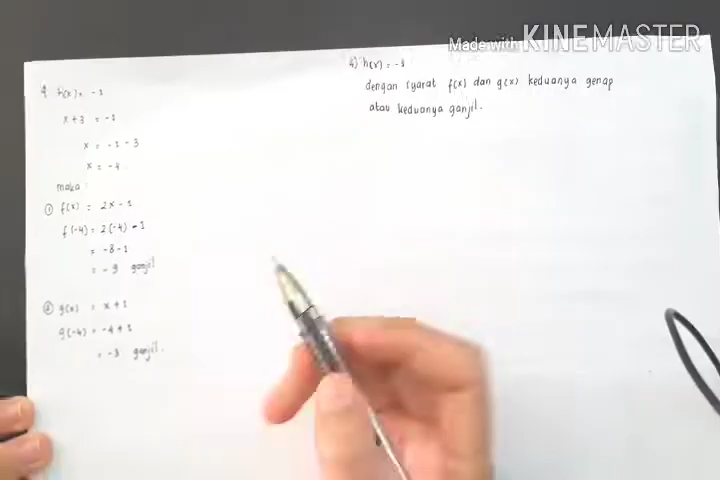 Made with KINEMASTER
4) h(x) = -1
dengan syarat f(x) dan g(x) keduanya genap
atau keduanya ganjil.
h(x) = -1
x + 3 = -1
x = -1 - 3
x = -4
maka :
① f(x) = 2x - 1
f(-4) = 2(-4) - 1
= -8 - 1
= -9 ganjil
② g(x) = x + 1
g(-4) = -4 + 1
= -3 ganjil.